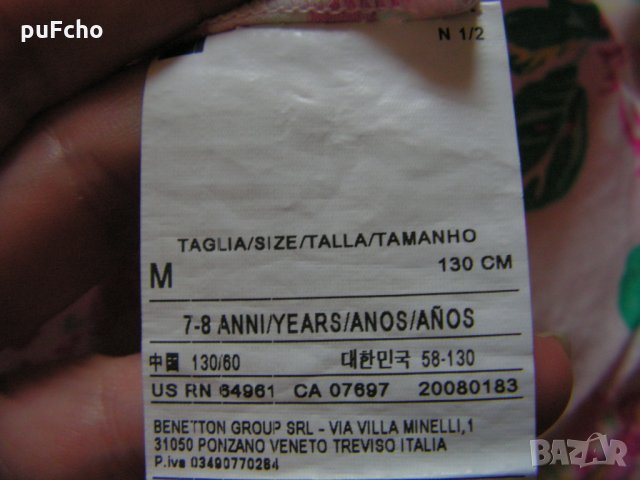 puFcho
N 1/2
TAGLIA/SIZE/TALLA/TAMANHO
M 130 CM
7-8 ANNI/YEARS/ANOS/AÑOS
中国 130/60 대한민국 58-130
US RN 64961 CA 07697 20080183
BENETTON GROUP SRL - VIA VILLA MINELLI,1
31050 PONZANO VENETO TREVISO ITALIA
P.iva 03490770264
BAZAR